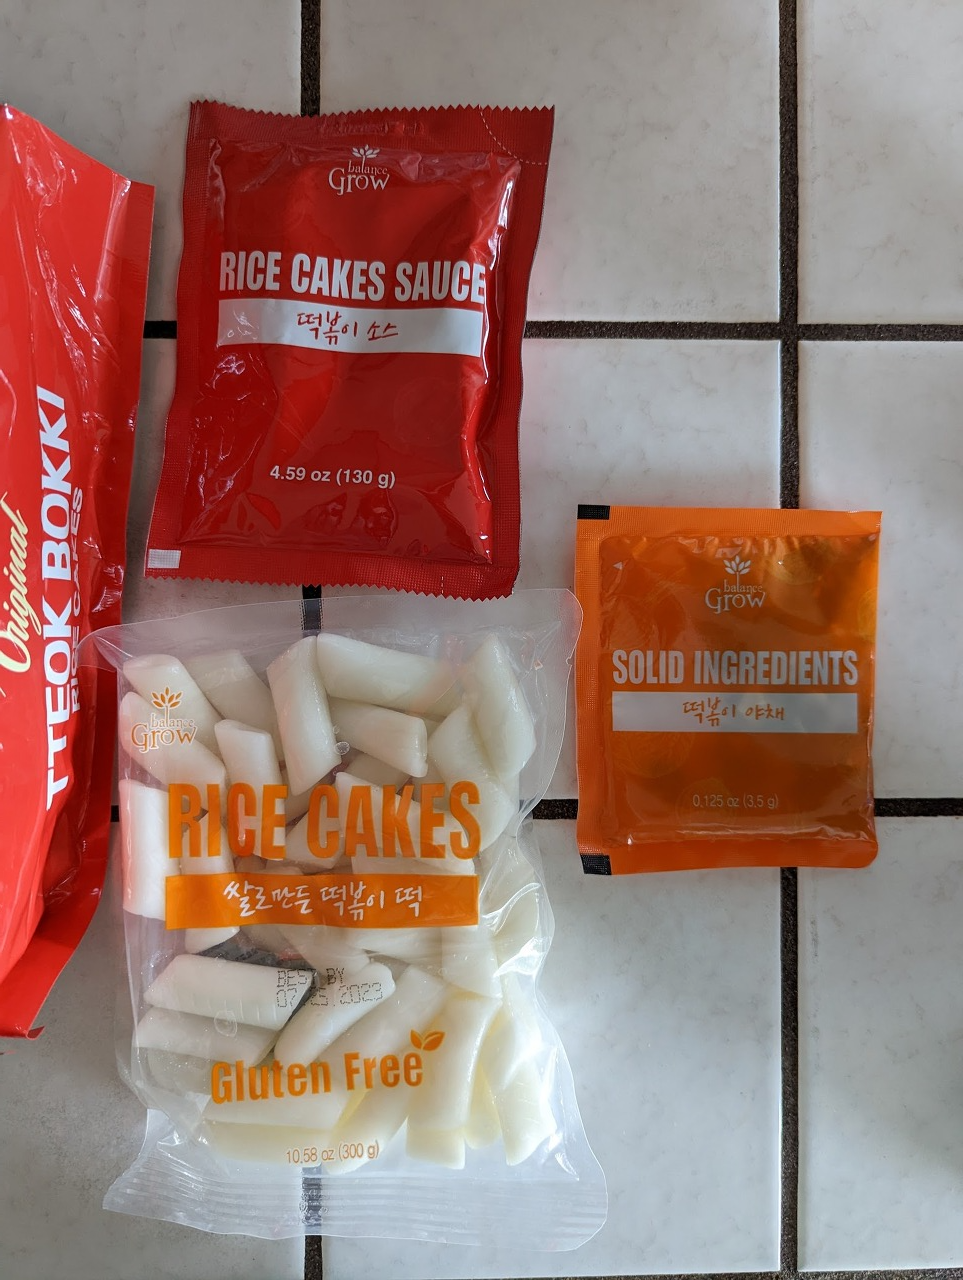 Original
TTEOK BOKKI
RICE CAKES
balance
Grow
RICE CAKES SAUCE
떡볶이 소스
4.59 oz (130 g)
balance
Grow
SOLID INGREDIENTS
떡볶이 야채
0.125 oz (3.5 g)
balance
Grow
RICE CAKES
쌀로만든 떡볶이 떡
BEST BY
07.25.2023
Gluten Free
10.58 oz (300 g)